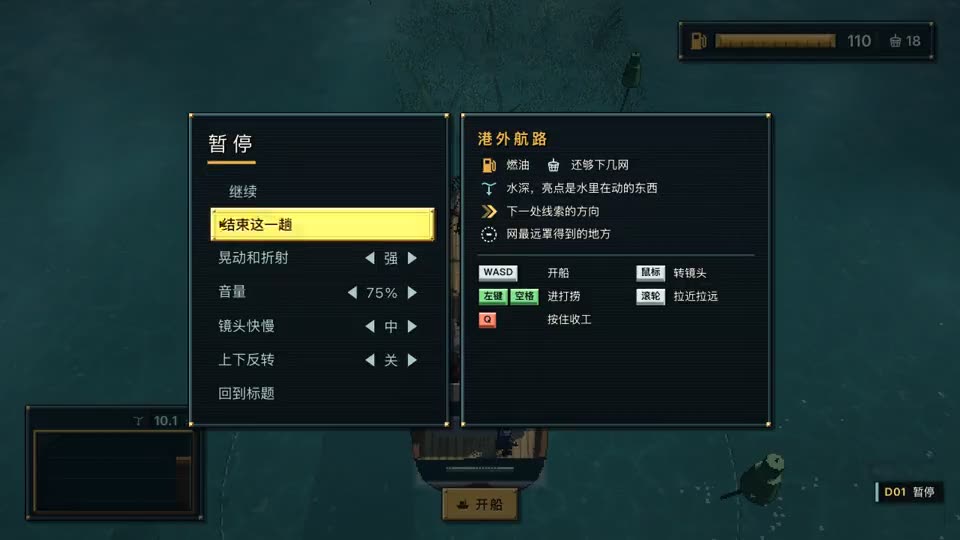 110 18
暂停
继续
结束这一趟
晃动和折射 强
音量 75%
镜头快慢 中
上下反转 关
回到标题
港外航路
燃油 还够下几网
水深，亮点是水里在动的东西
下一处线索的方向
网最远罩得到的地方
WASD 开船 鼠标 转镜头
左键 空格 进打捞 滚轮 拉近拉远
Q 按住收工
10.1
开船
D01 暂停